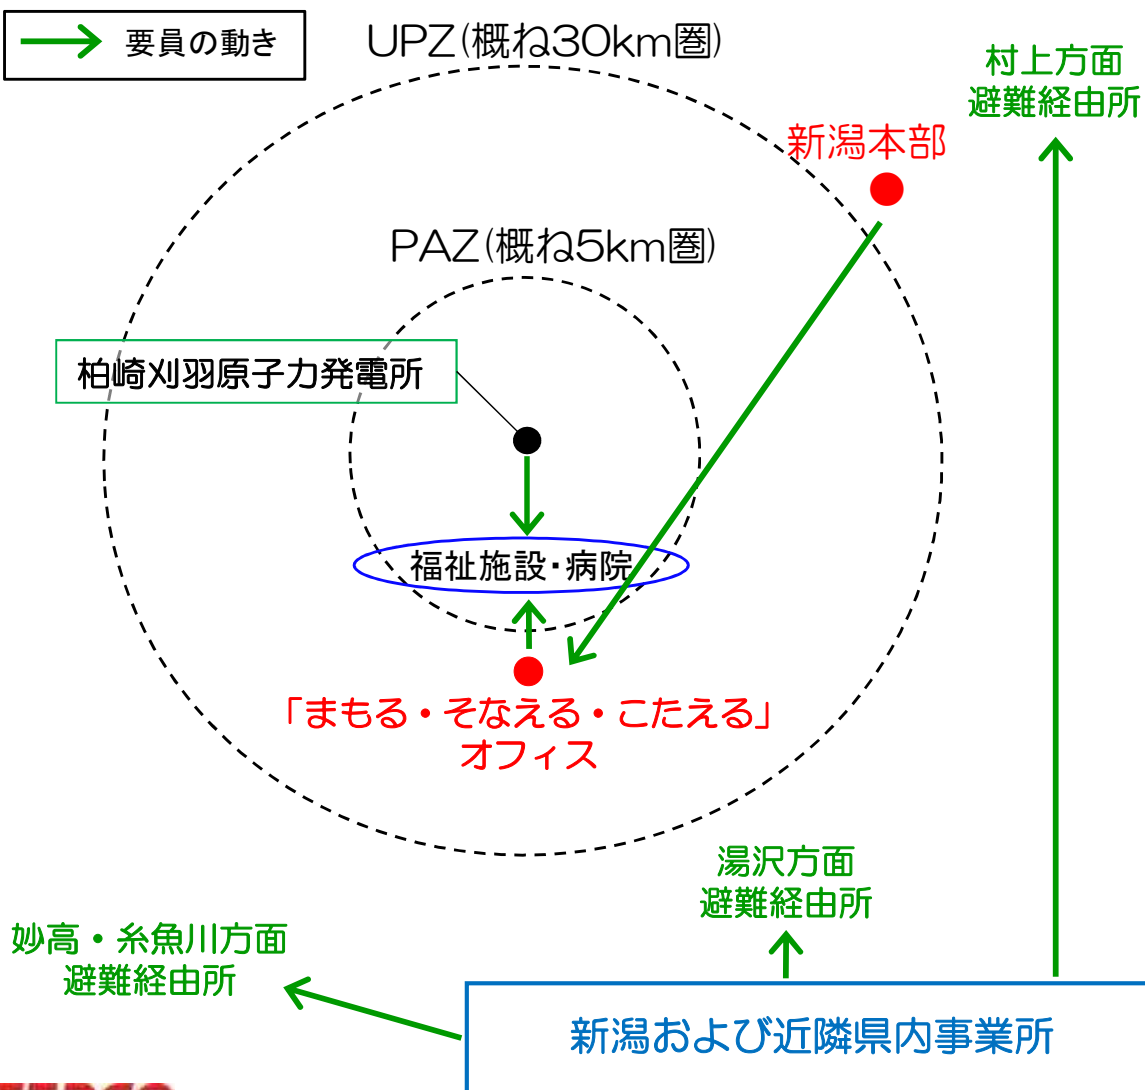 要員の動き
UPZ(概ね30km圏)
村上方面
避難経由所
新潟本部
PAZ(概ね5km圏)
柏崎刈羽原子力発電所
福祉施設・病院
「まもる・そなえる・こたえる」
オフィス
湯沢方面
避難経由所
妙高・糸魚川方面
避難経由所
新潟および近隣県内事業所